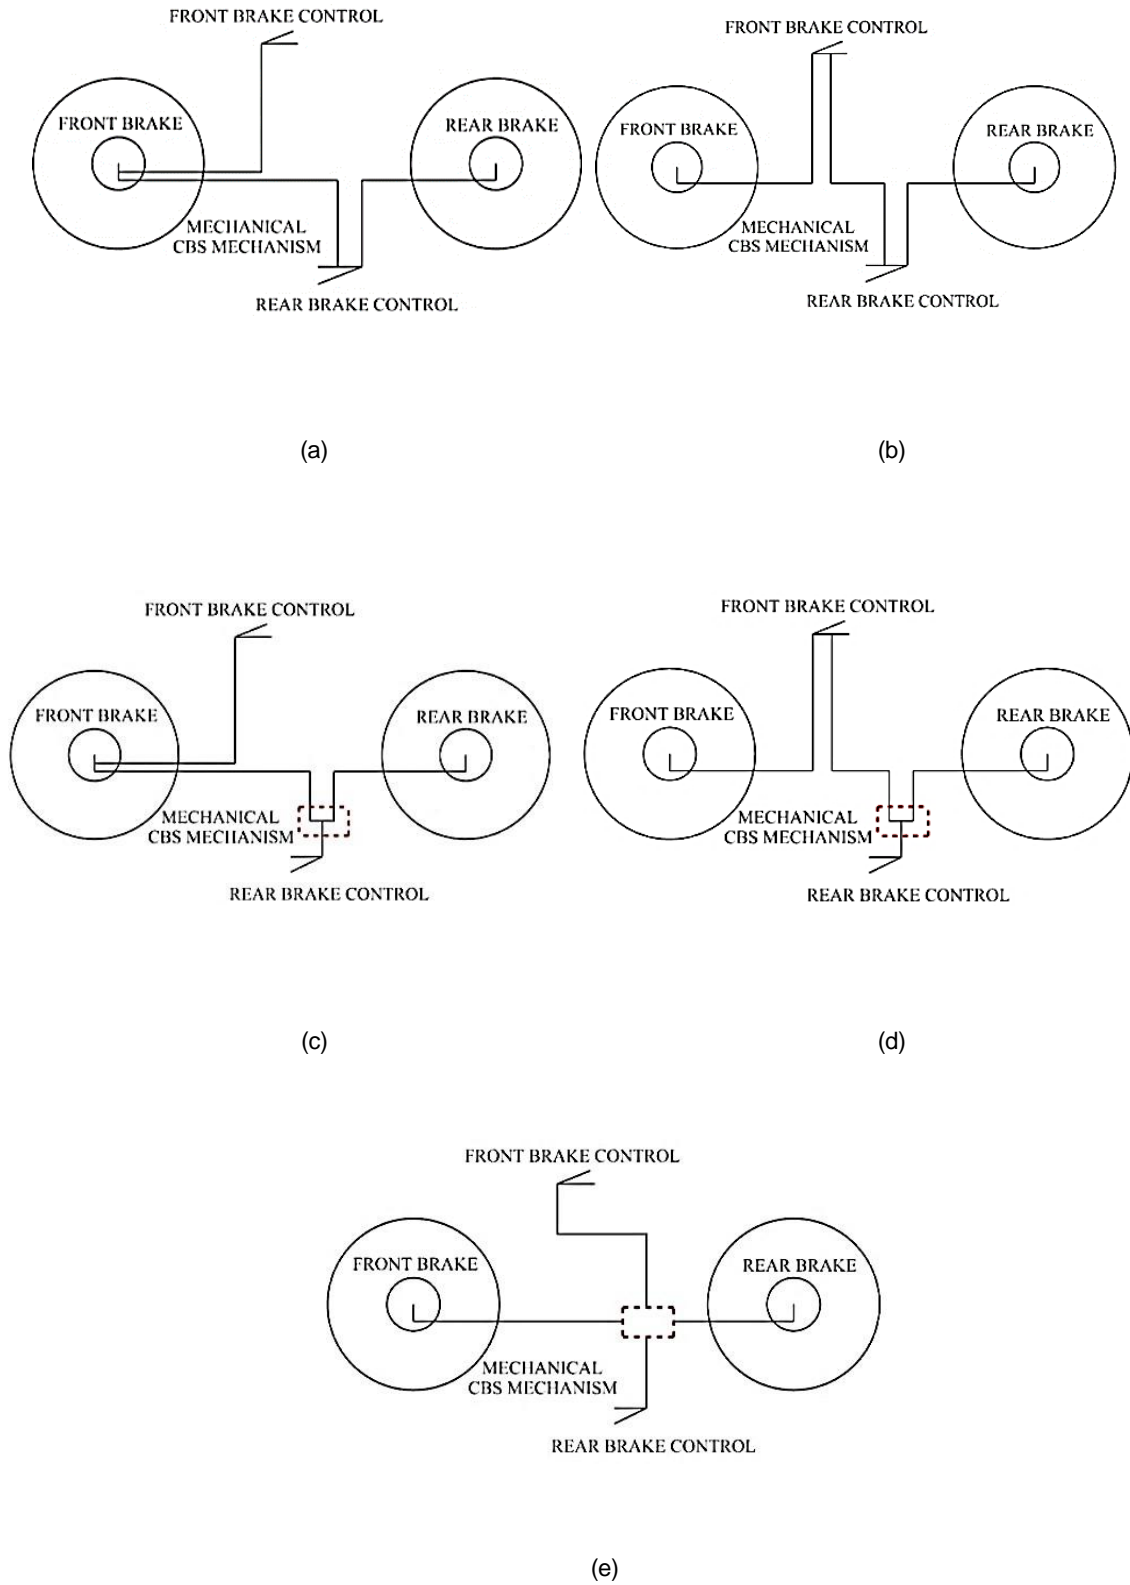 FRONT BRAKE CONTROL
FRONT BRAKE
REAR BRAKE
MECHANICAL
CBS MECHANISM
REAR BRAKE CONTROL
(a)
FRONT BRAKE CONTROL
FRONT BRAKE
REAR BRAKE
MECHANICAL
CBS MECHANISM
REAR BRAKE CONTROL
(b)
FRONT BRAKE CONTROL
FRONT BRAKE
REAR BRAKE
MECHANICAL
CBS MECHANISM
REAR BRAKE CONTROL
(c)
FRONT BRAKE CONTROL
FRONT BRAKE
REAR BRAKE
MECHANICAL
CBS MECHANISM
REAR BRAKE CONTROL
(d)
FRONT BRAKE CONTROL
FRONT BRAKE
REAR BRAKE
MECHANICAL
CBS MECHANISM
REAR BRAKE CONTROL
(e)